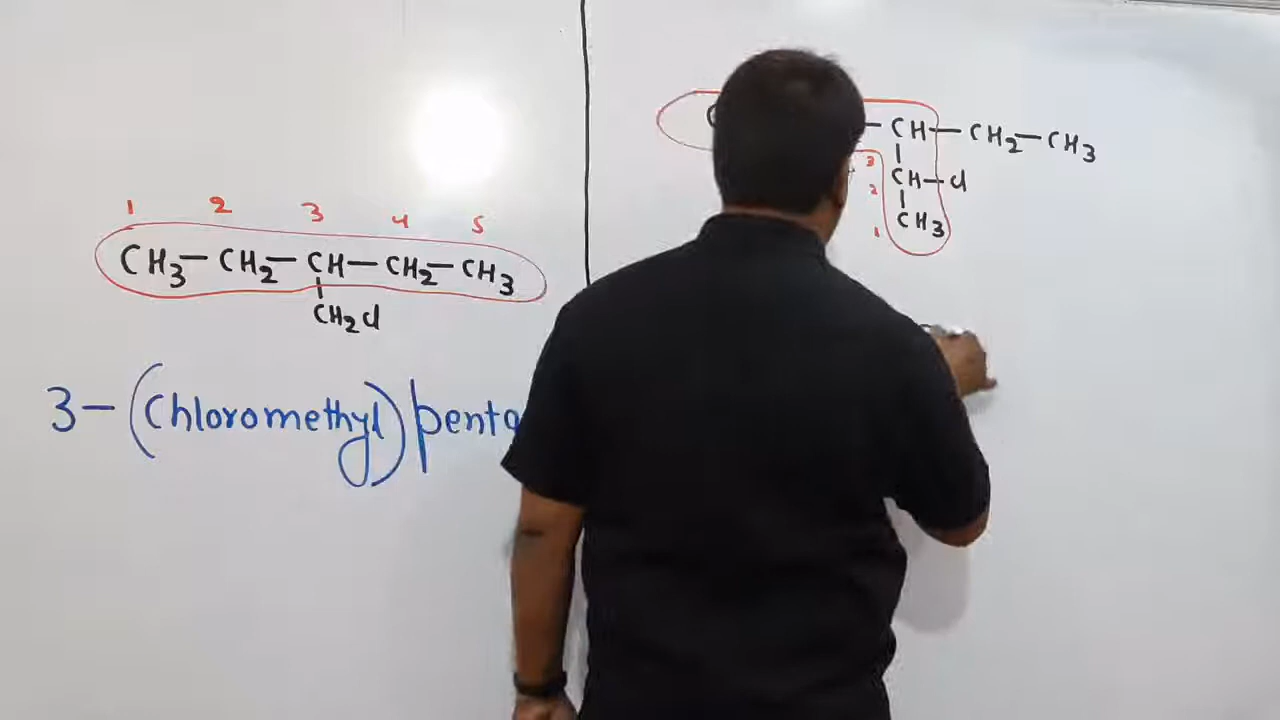 1 2 3 4 5
CH3—CH2—CH—CH2—CH3
CH2Cl
3-(Chloromethyl)penta
—CH—CH2—CH3
3
CH—Cl
2
CH3
1